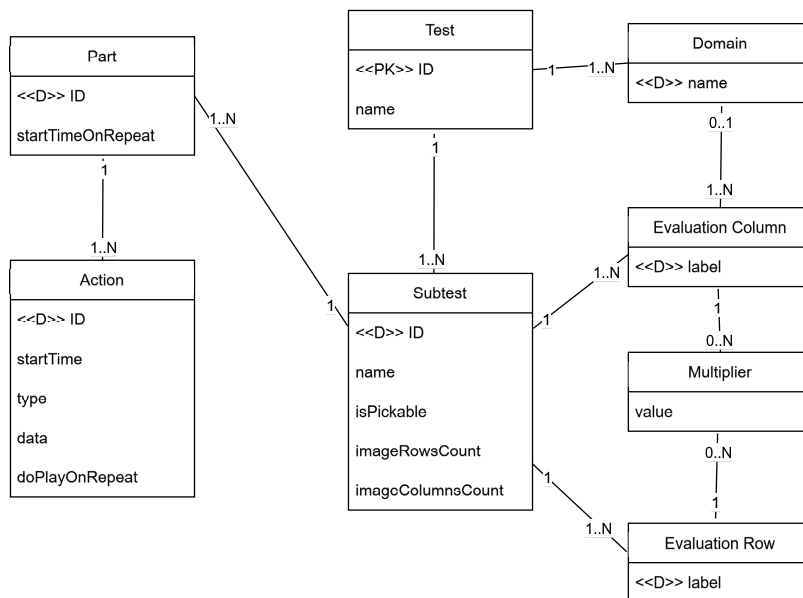 Part
<<D>> ID
startTimeOnRepeat
1
1..N
Action
<<D>> ID
startTime
type
data
doPlayOnRepeat
1..N
1
Test
<<PK>> ID
name
1
1..N
1
1..N
Subtest
<<D>> ID
name
isPickable
imageRowsCount
imageColumnsCount
1
1..N
1
1..N
Domain
<<D>> name
0..1
1..N
Evaluation Column
<<D>> label
1
0..N
Multiplier
value
0..N
1
Evaluation Row
<<D>> label